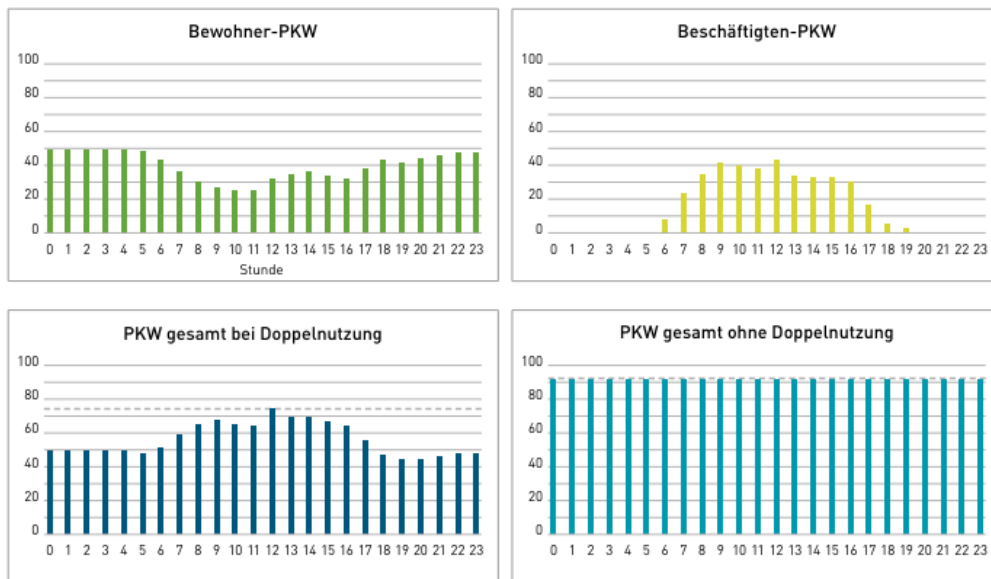 Bewohner-PKW
100
80
60
40
20
0
0 1 2 3 4 5 6 7 8 9 10 11 12 13 14 15 16 17 18 19 20 21 22 23
Stunde
Beschäftigten-PKW
100
80
60
40
20
0
0 1 2 3 4 5 6 7 8 9 10 11 12 13 14 15 16 17 18 19 20 21 22 23
PKW gesamt bei Doppelnutzung
100
80
60
40
20
0
0 1 2 3 4 5 6 7 8 9 10 11 12 13 14 15 16 17 18 19 20 21 22 23
PKW gesamt ohne Doppelnutzung
100
80
60
40
20
0
0 1 2 3 4 5 6 7 8 9 10 11 12 13 14 15 16 17 18 19 20 21 22 23